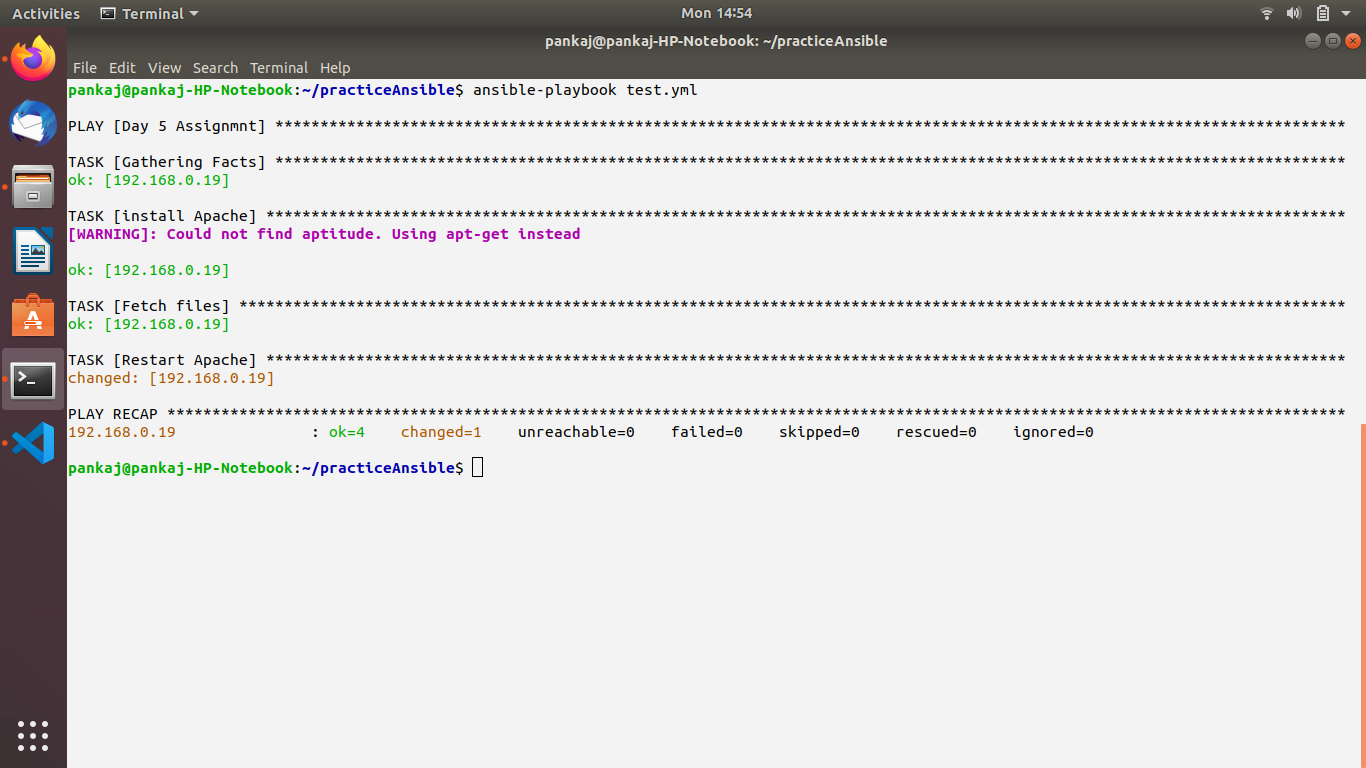 Activities Terminal Mon 14:54
pankaj@pankaj-HP-Notebook: ~/practiceAnsible
File Edit View Search Terminal Help
pankaj@pankaj-HP-Notebook:~/practiceAnsible$ ansible-playbook test.yml
PLAY [Day 5 Assignmnt] ***********************************************************************************************************************
TASK [Gathering Facts] ***********************************************************************************************************************
ok: [192.168.0.19]
TASK [install Apache] ************************************************************************************************************************
[WARNING]: Could not find aptitude. Using apt-get instead
ok: [192.168.0.19]
TASK [Fetch files] ***************************************************************************************************************************
ok: [192.168.0.19]
TASK [Restart Apache] ************************************************************************************************************************
changed: [192.168.0.19]
PLAY RECAP ***********************************************************************************************************************************
192.168.0.19 : ok=4 changed=1 unreachable=0 failed=0 skipped=0 rescued=0 ignored=0
pankaj@pankaj-HP-Notebook:~/practiceAnsible$